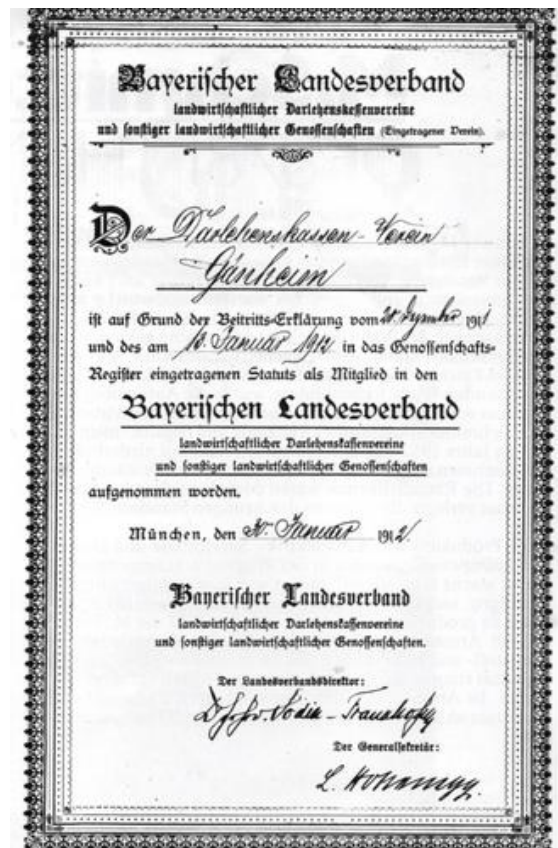 Bayerischer Landesverband
landwirtschaftlicher Darlehenskassenvereine
und sonstiger landwirtschaftlicher Genossenschaften (Eingetragener Verein).
Der Darlehenskassen-Verein
Gänheim
ist auf Grund der Beitritts-Erklärung vom Dezember 1911
und des am Januar 1912 in das Genossenschafts-
Register eingetragenen Statuts als Mitglied in den
Bayerischen Landesverband
landwirtschaftlicher Darlehenskassenvereine
und sonstiger landwirtschaftlicher Genossenschaften
aufgenommen worden.
München, den 30. Januar 1912
Bayerischer Landesverband
landwirtschaftlicher Darlehenskassenvereine
und sonstiger landwirtschaftlicher Genossenschaften.
Der Landesverbandsdirektor:
Der Generalsekretär: